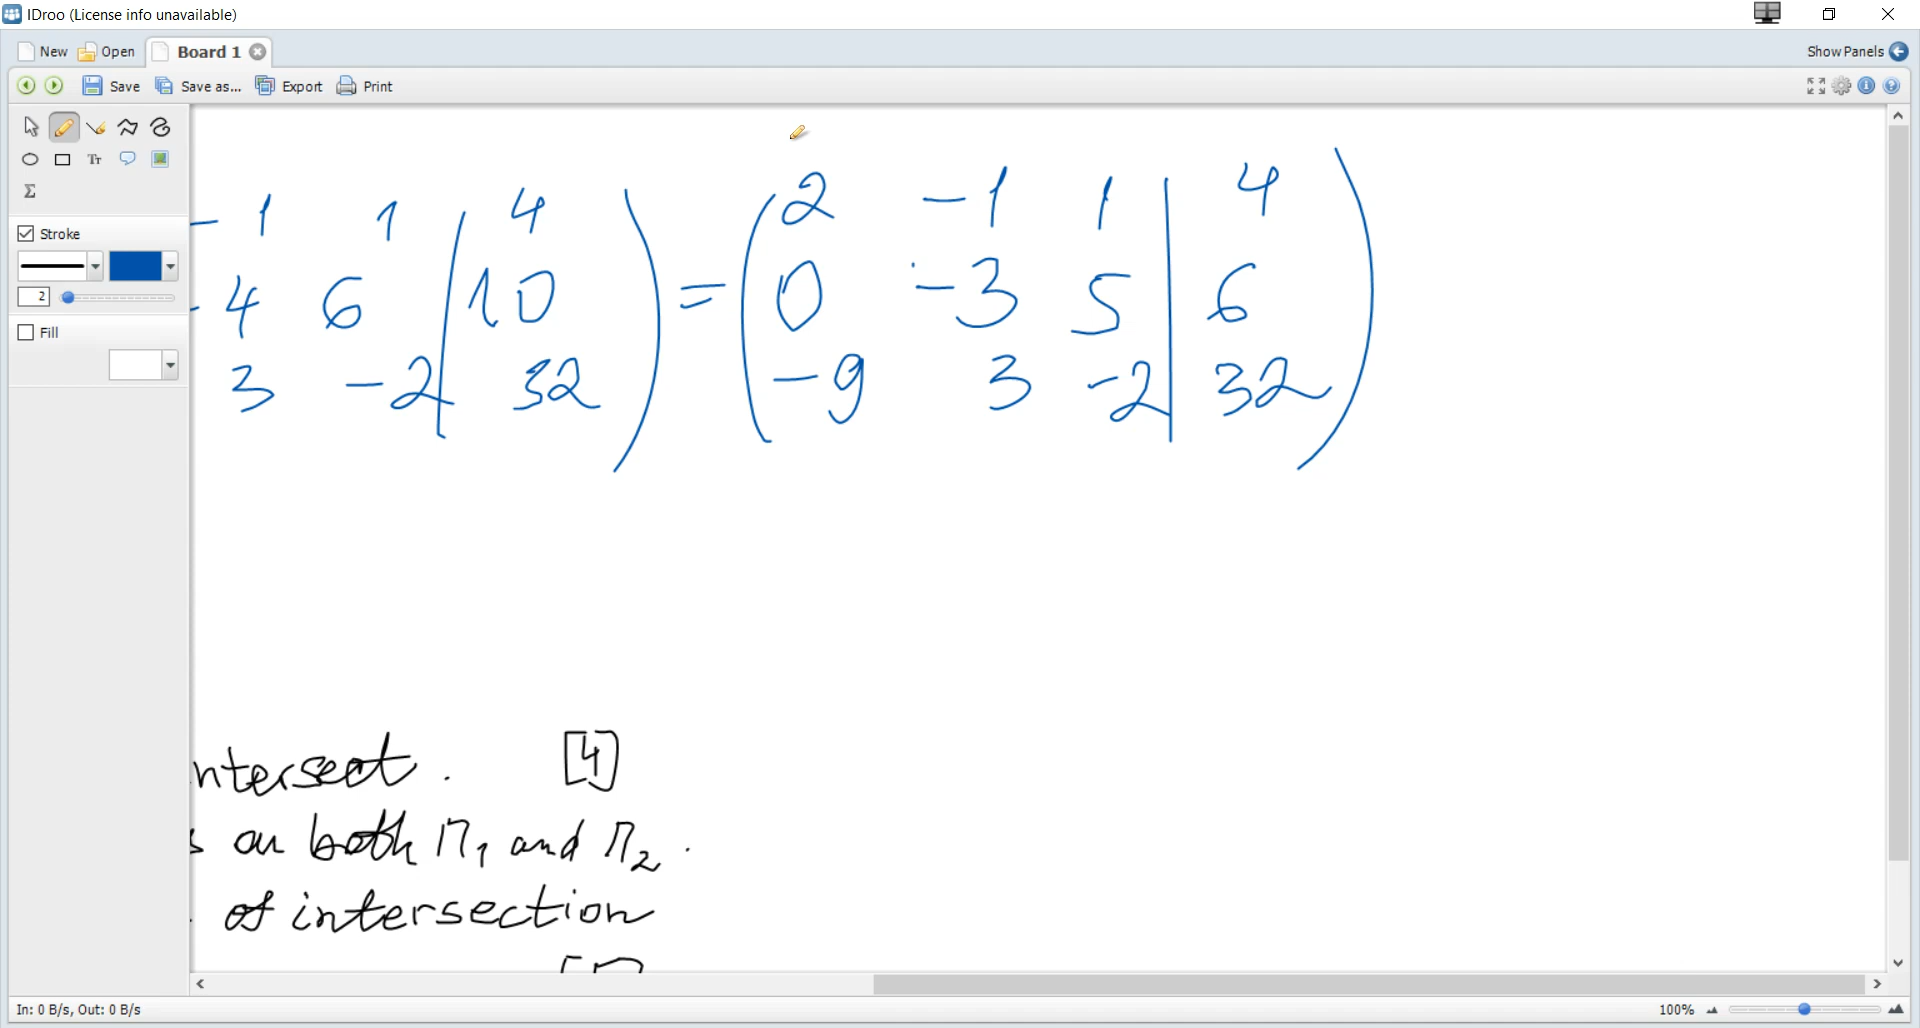 IDroo (License info unavailable)
New Open Board 1 Show Panels
Save Save as... Export Print
Tr
Σ
Stroke
2
Fill
- 1 1 | 4 ) = ( 2 - 1 1 | 4 )
- 4 6 | 10 0 - 3 5 | 6
3 - 2 | 32 - 9 3 - 2 | 32
ntersect. [4]
s on both Π1 and Π2.
of intersection
In: 0 B/s, Out: 0 B/s 100%